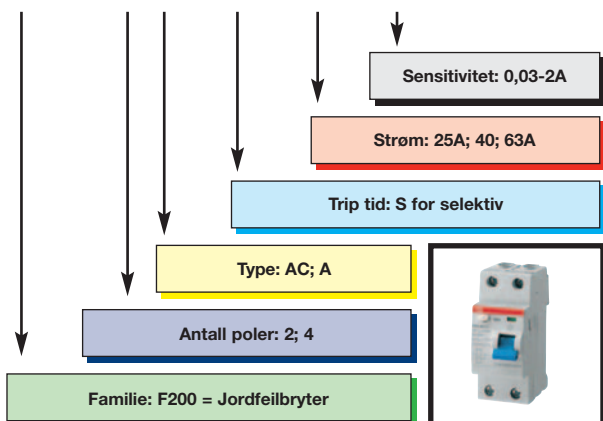 Sensitivitet: 0,03-2A
Strøm: 25A; 40; 63A
Trip tid: S for selektiv
Type: AC; A
Antall poler: 2; 4
Familie: F200 = Jordfeilbryter